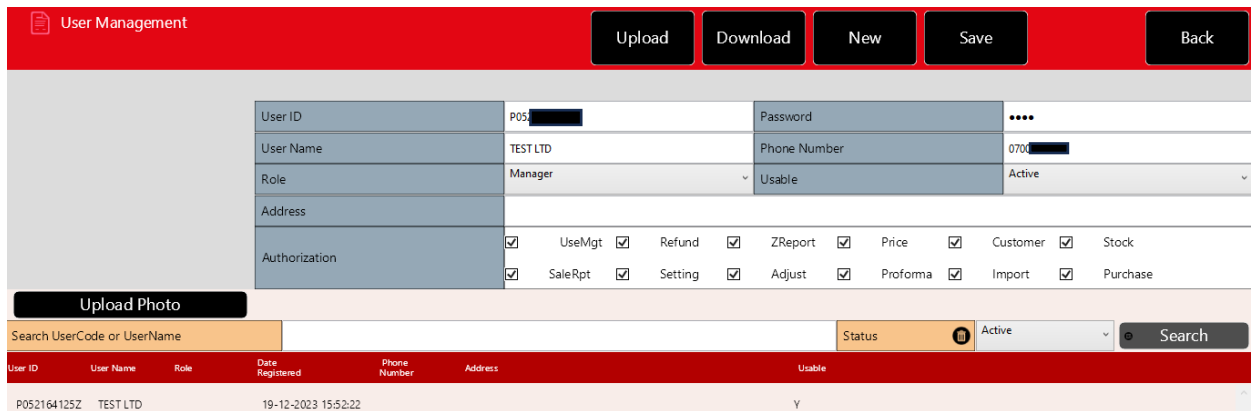 User Management Upload Download New Save Back
User ID P052 Password ••••
User Name TEST LTD Phone Number 0700
Role Manager Usable Active
Address
Authorization
UseMgt Refund ZReport Price Customer Stock
SaleRpt Setting Adjust Proforma Import Purchase
Upload Photo
Search UserCode or UserName Status Active Search
User ID User Name Role Date Registered Phone Number Address Usable
P052164125Z TEST LTD 19-12-2023 15:52:22 Y